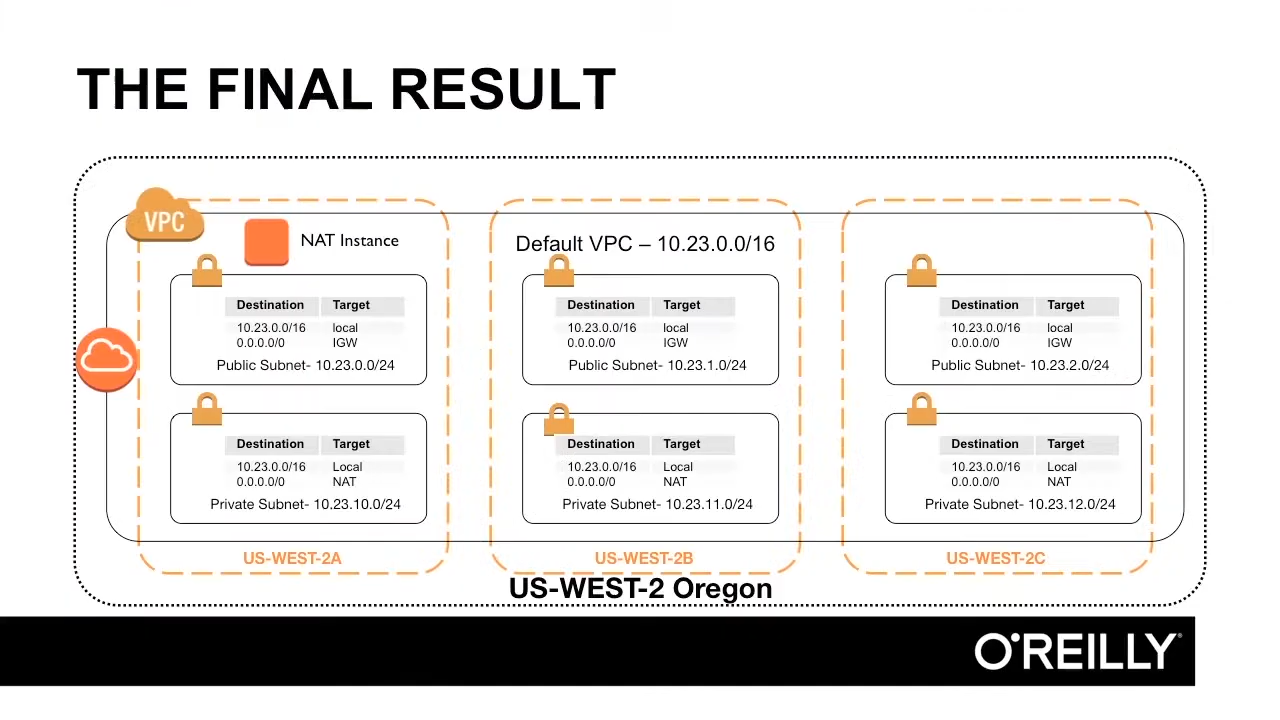 THE FINAL RESULT
VPC
NAT Instance
Default VPC – 10.23.0.0/16
Destination Target
10.23.0.0/16 local
0.0.0.0/0 IGW
Public Subnet- 10.23.0.0/24
Destination Target
10.23.0.0/16 local
0.0.0.0/0 IGW
Public Subnet- 10.23.1.0/24
Destination Target
10.23.0.0/16 local
0.0.0.0/0 IGW
Public Subnet- 10.23.2.0/24
Destination Target
10.23.0.0/16 Local
0.0.0.0/0 NAT
Private Subnet- 10.23.10.0/24
Destination Target
10.23.0.0/16 Local
0.0.0.0/0 NAT
Private Subnet- 10.23.11.0/24
Destination Target
10.23.0.0/16 Local
0.0.0.0/0 NAT
Private Subnet- 10.23.12.0/24
US-WEST-2A
US-WEST-2B
US-WEST-2C
US-WEST-2 Oregon
O'REILLY®